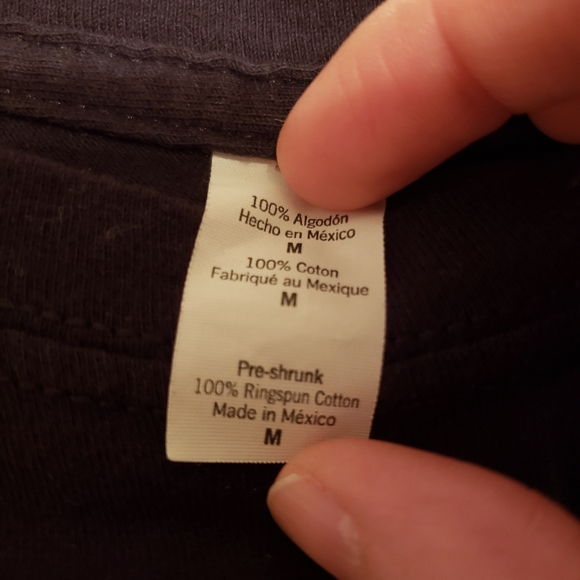 100% Algodón
Hecho en México
M
100% Coton
Fabriqué au Mexique
M
Pre-shrunk
100% Ringspun Cotton
Made in México
M